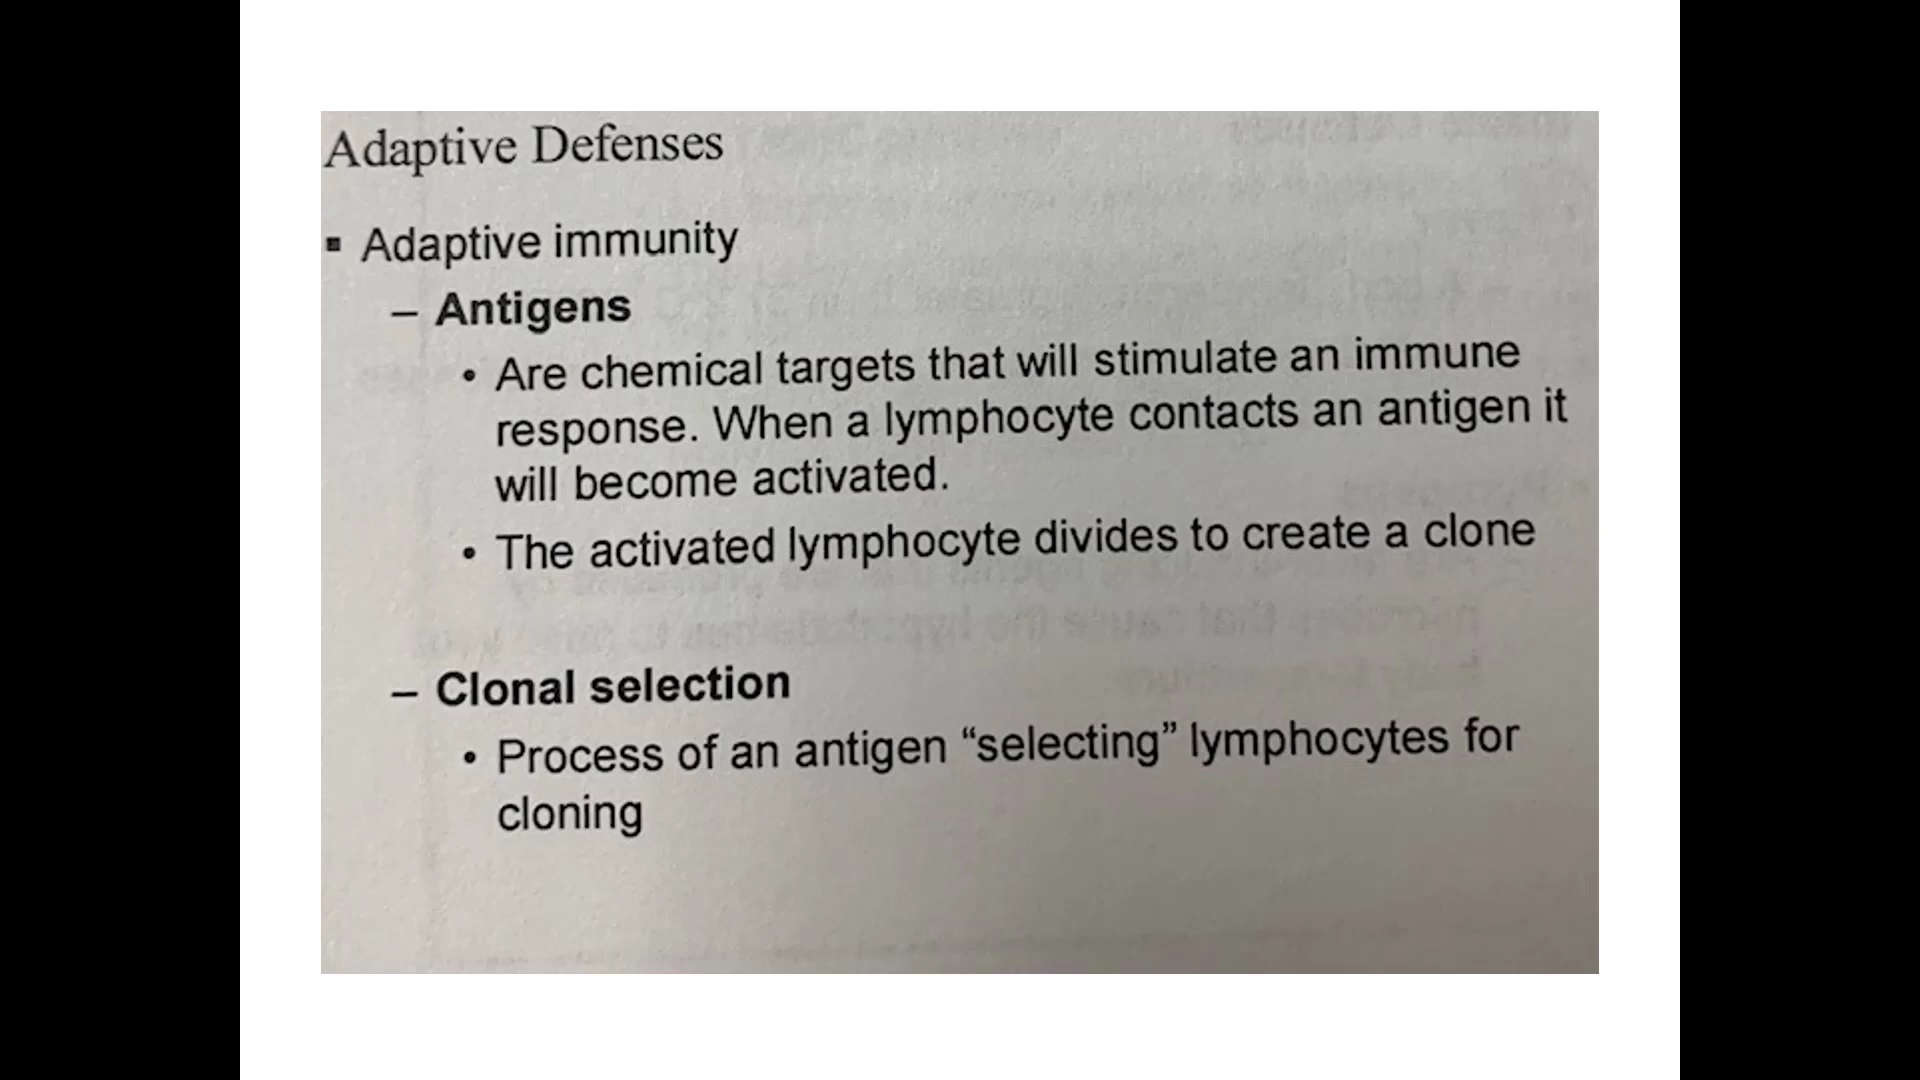 Adaptive Defenses
▪ Adaptive immunity
– Antigens
• Are chemical targets that will stimulate an immune
response. When a lymphocyte contacts an antigen it
will become activated.
• The activated lymphocyte divides to create a clone
– Clonal selection
• Process of an antigen “selecting” lymphocytes for
cloning